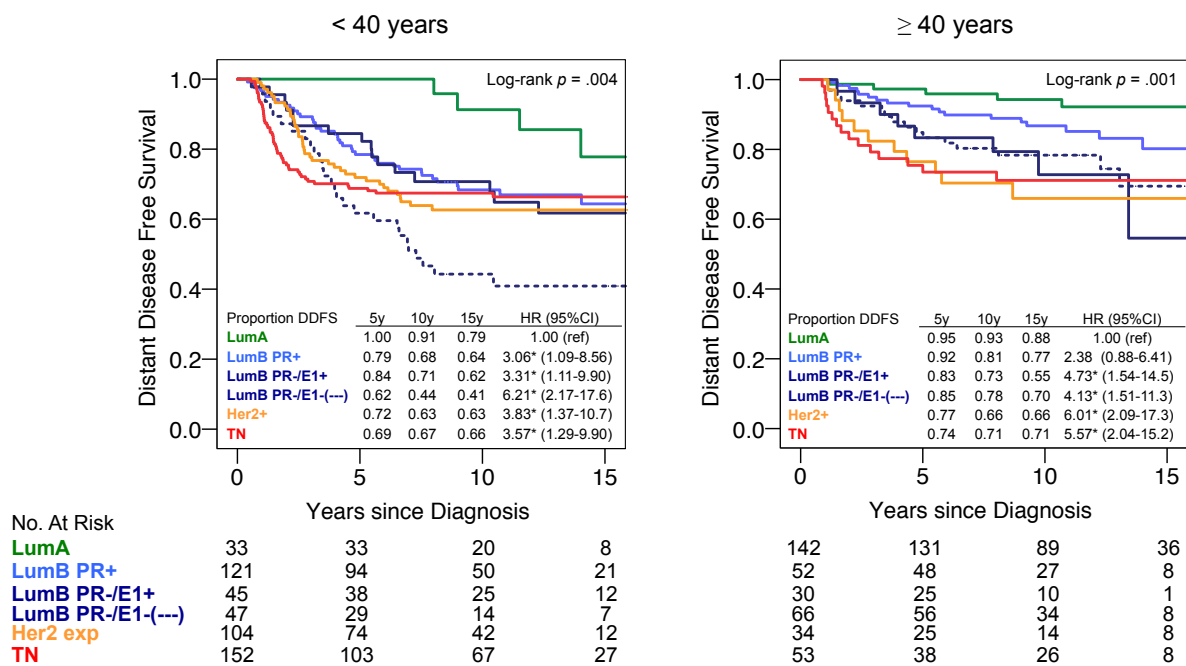 < 40 years
≥ 40 years
Log-rank p = .004
Distant Disease Free Survival
1.0
0.8
0.6
0.4
0.2
0.0
Proportion DDFS 5y 10y 15y HR (95%CI)
LumA 1.00 0.91 0.79 1.00 (ref)
LumB PR+ 0.79 0.68 0.64 3.06* (1.09-8.56)
LumB PR-/E1+ 0.84 0.71 0.62 3.31* (1.11-9.90)
LumB PR-/E1-(---) 0.62 0.44 0.41 6.21* (2.17-17.6)
Her2+ 0.72 0.63 0.63 3.83* (1.37-10.7)
TN 0.69 0.67 0.66 3.57* (1.29-9.90)
0 5 10 15
Years since Diagnosis
Log-rank p = .001
Distant Disease Free Survival
1.0
0.8
0.6
0.4
0.2
0.0
Proportion DDFS 5y 10y 15y HR (95%CI)
LumA 0.95 0.93 0.88 1.00 (ref)
LumB PR+ 0.92 0.81 0.77 2.38 (0.88-6.41)
LumB PR-/E1+ 0.83 0.73 0.55 4.73* (1.54-14.5)
LumB PR-/E1-(---) 0.85 0.78 0.70 4.13* (1.51-11.3)
Her2+ 0.77 0.66 0.66 6.01* (2.09-17.3)
TN 0.74 0.71 0.71 5.57* (2.04-15.2)
0 5 10 15
Years since Diagnosis
No. At Risk
LumA 33 33 20 8 142 131 89 36
LumB PR+ 121 94 50 21 52 48 27 8
LumB PR-/E1+ 45 38 25 12 30 25 10 1
LumB PR-/E1-(---) 47 29 14 7 66 56 34 8
Her2 exp 104 74 42 12 34 25 14 8
TN 152 103 67 27 53 38 26 8